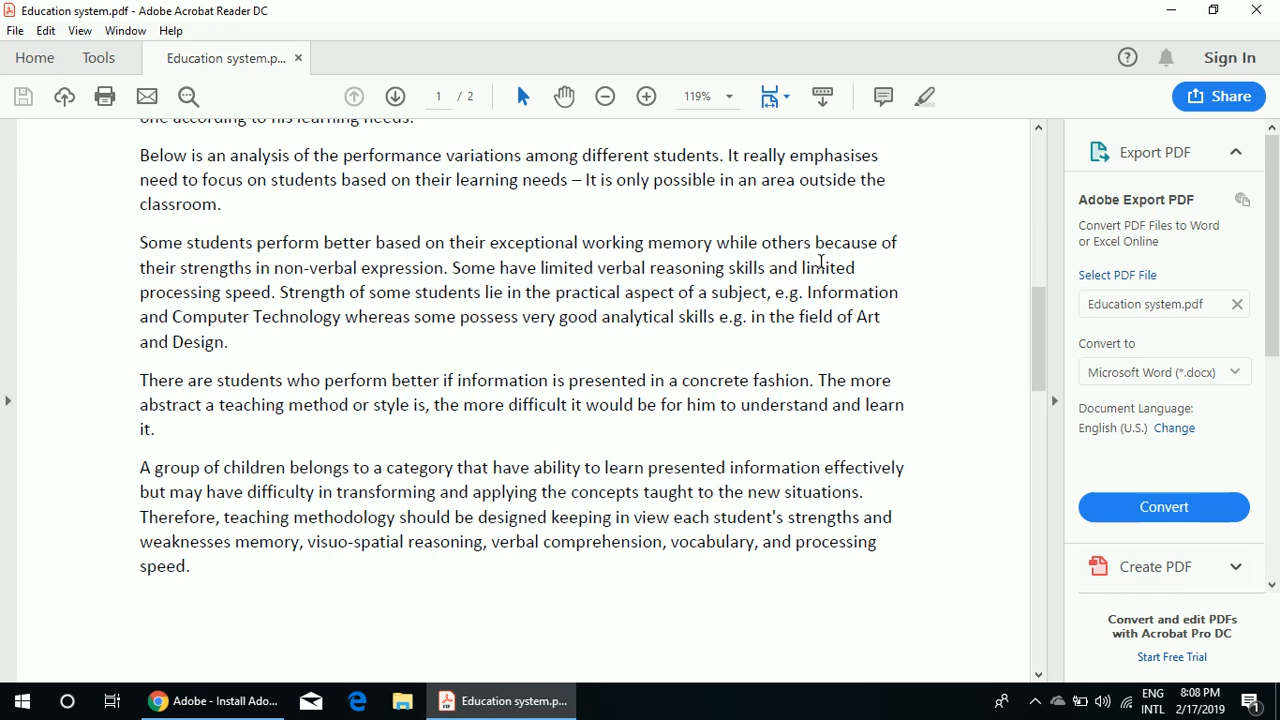 Education system.pdf - Adobe Acrobat Reader DC
File Edit View Window Help
Home Tools Education system.p... ×
Sign In
1 / 2 119% Share
one according to his learning needs.
Below is an analysis of the performance variations among different students. It really emphasises
need to focus on students based on their learning needs – It is only possible in an area outside the
classroom.
Some students perform better based on their exceptional working memory while others because of
their strengths in non-verbal expression. Some have limited verbal reasoning skills and limited
processing speed. Strength of some students lie in the practical aspect of a subject, e.g. Information
and Computer Technology whereas some possess very good analytical skills e.g. in the field of Art
and Design.
There are students who perform better if information is presented in a concrete fashion. The more
abstract a teaching method or style is, the more difficult it would be for him to understand and learn
it.
A group of children belongs to a category that have ability to learn presented information effectively
but may have difficulty in transforming and applying the concepts taught to the new situations.
Therefore, teaching methodology should be designed keeping in view each student's strengths and
weaknesses memory, visuo-spatial reasoning, verbal comprehension, vocabulary, and processing
speed.
Export PDF
Adobe Export PDF
Convert PDF Files to Word
or Excel Online
Select PDF File
Education system.pdf
Convert to
Microsoft Word (*.docx)
Document Language:
English (U.S.) Change
Convert
Create PDF
Convert and edit PDFs
with Acrobat Pro DC
Start Free Trial
Adobe - Install Ado...
Education system.p...
ENG
INTL
8:08 PM
2/17/2019
1